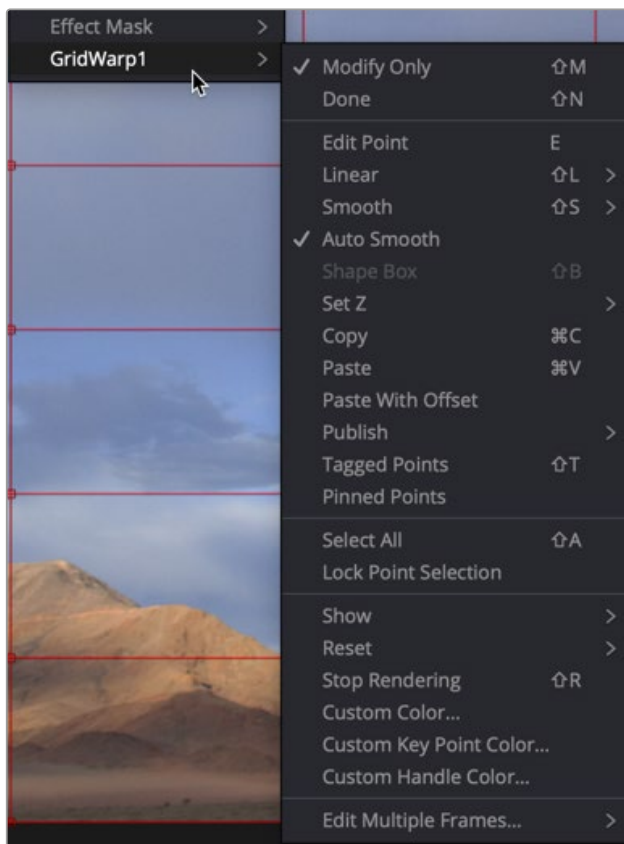 Effect Mask >
GridWarp1 >
✓ Modify Only ⇧M
Done ⇧N
Edit Point E
Linear ⇧L >
Smooth ⇧S >
✓ Auto Smooth
Shape Box ⇧B
Set Z >
Copy ⌘C
Paste ⌘V
Paste With Offset
Publish >
Tagged Points ⇧T
Pinned Points
Select All ⇧A
Lock Point Selection
Show >
Reset >
Stop Rendering ⇧R
Custom Color...
Custom Key Point Color...
Custom Handle Color...
Edit Multiple Frames... >